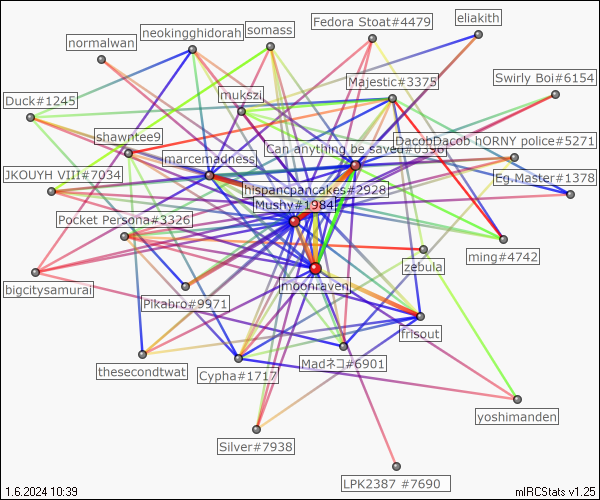 Fedora Stoat#4479
eliakith
somass
neokingghidorah
normalwan
Majestic#3375
Swirly Boi#6154
mukszi
Duck#1245
shawntee9
DacobDacob hORNY police#5271
Can anything be saved?
marcemadness
JKOUYH VIII#7034
Eg.Master#1378
hispancpancakes#2928
Mushy#1984
Pocket Persona#3326
ming#4742
zebula
bigcitysamurai
moonraven
Pikabro#9971
frisout
Madネコ#6901
thesecondtwat
Cypha#1717
yoshimanden
Silver#7938
LPK2387 #7690
1.6.2024 10:39
mIRCStats v1.25